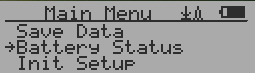 Main Menu
Save Data
→Battery Status
Init Setup